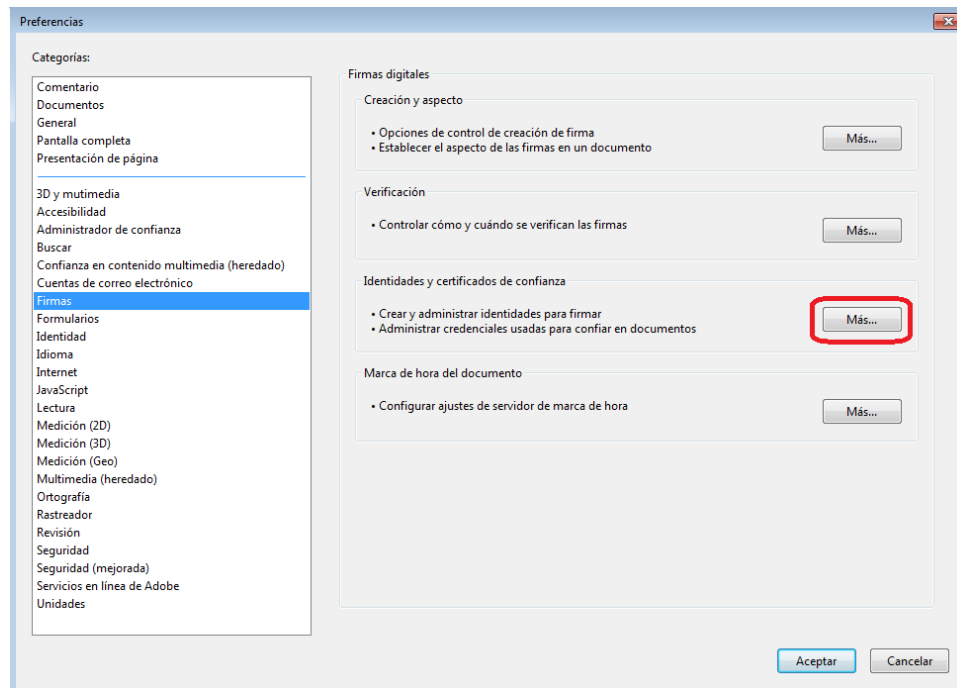 Preferencias
Categorías:
Comentario
Documentos
General
Pantalla completa
Presentación de página
3D y mutimedia
Accesibilidad
Administrador de confianza
Buscar
Confianza en contenido multimedia (heredado)
Cuentas de correo electrónico
Firmas
Formularios
Identidad
Idioma
Internet
JavaScript
Lectura
Medición (2D)
Medición (3D)
Medición (Geo)
Multimedia (heredado)
Ortografía
Rastreador
Revisión
Seguridad
Seguridad (mejorada)
Servicios en línea de Adobe
Unidades
Firmas digitales
Creación y aspecto
• Opciones de control de creación de firma
• Establecer el aspecto de las firmas en un documento
Más...
Verificación
• Controlar cómo y cuándo se verifican las firmas
Más...
Identidades y certificados de confianza
• Crear y administrar identidades para firmar
• Administrar credenciales usadas para confiar en documentos
Más...
Marca de hora del documento
• Configurar ajustes de servidor de marca de hora
Más...
Aceptar
Cancelar